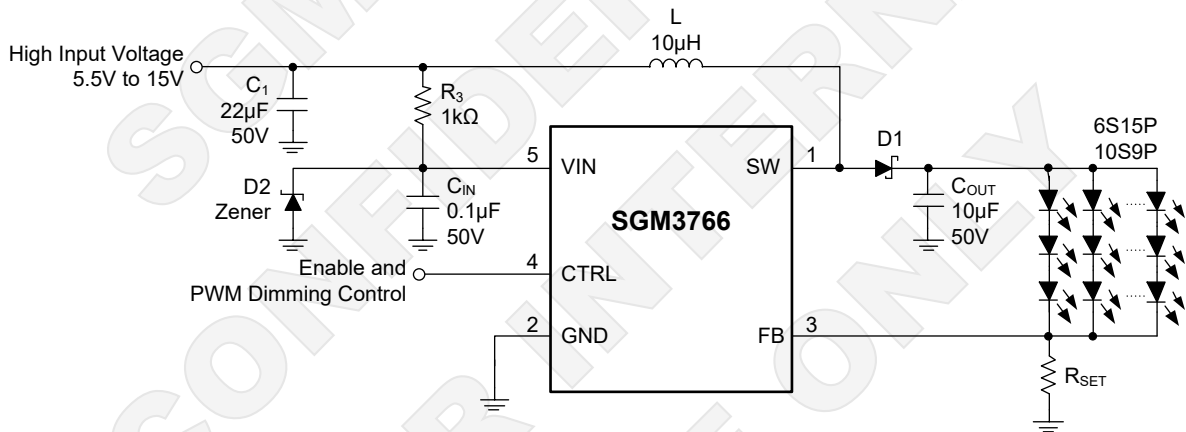 L
10µH
High Input Voltage
5.5V to 15V
C1
22µF
50V
R3
1kΩ
6S15P
10S9P
D1
5
VIN
SW
1
D2
Zener
CIN
0.1µF
50V
SGM3766
COUT
10µF
50V
Enable and
PWM Dimming Control
4
CTRL
2
GND
FB
3
RSET